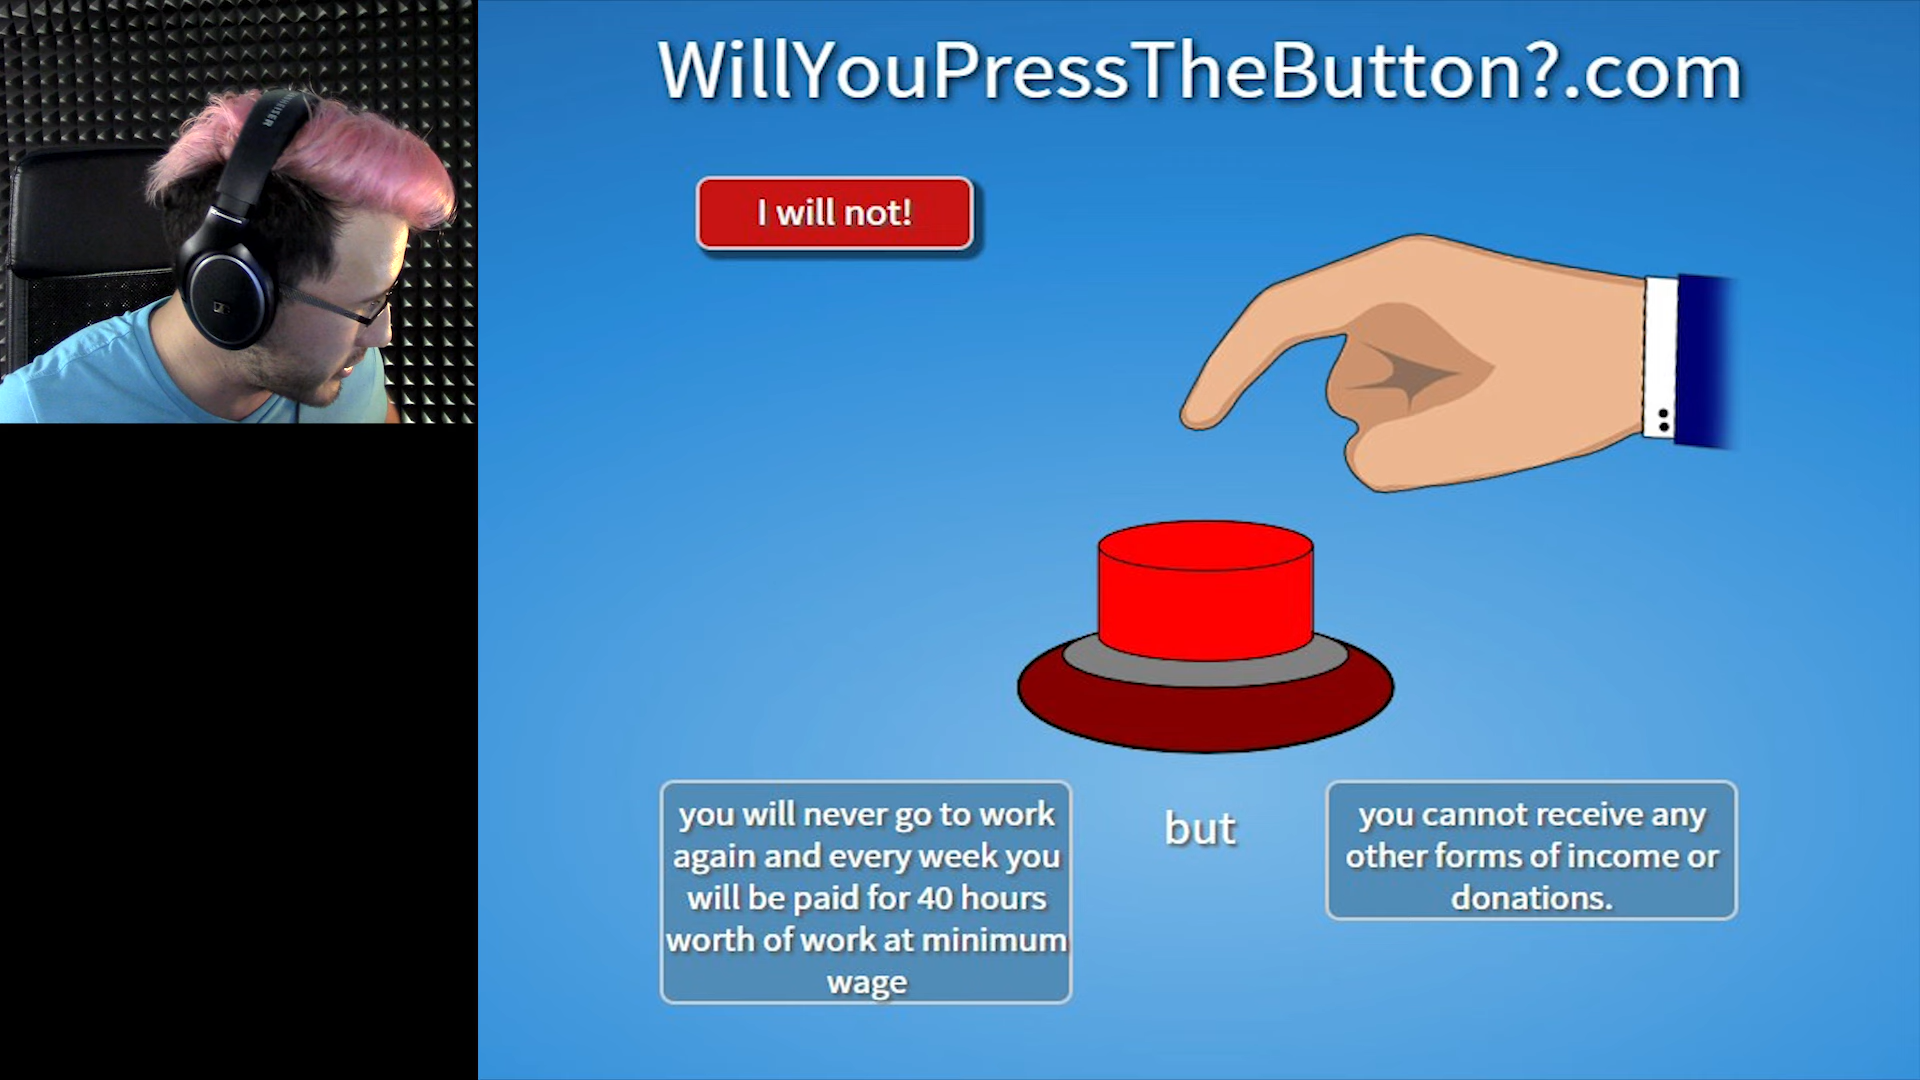 WillYouPressTheButton?.com
I will not!
you will never go to work
again and every week you
will be paid for 40 hours
worth of work at minimum
wage
but
you cannot receive any
other forms of income or
donations.